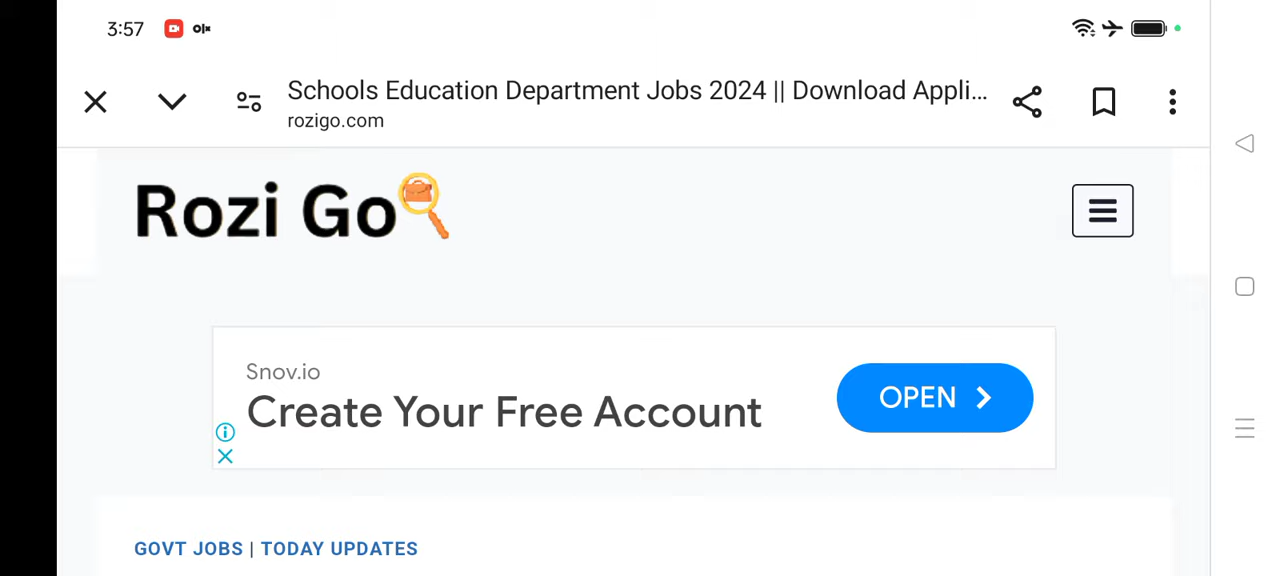 3:57
olx
Schools Education Department Jobs 2024 || Download Appli...
rozigo.com
Rozi Go
Snov.io
Create Your Free Account
OPEN
GOVT JOBS | TODAY UPDATES